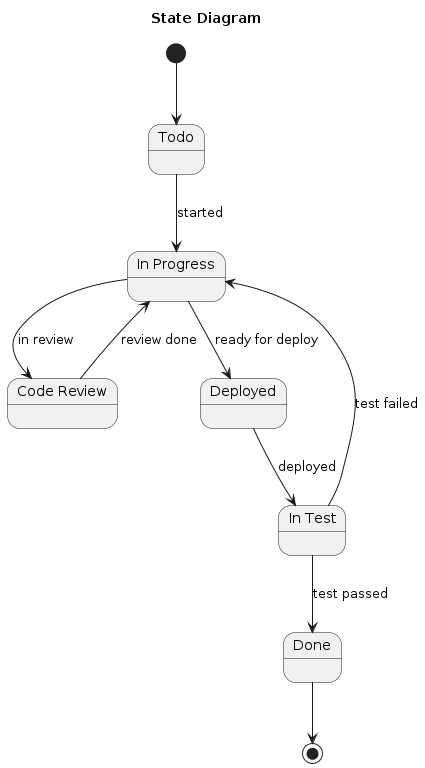 State Diagram
Todo
started
In Progress
in review
review done
ready for deploy
Code Review
Deployed
test failed
deployed
In Test
test passed
Done